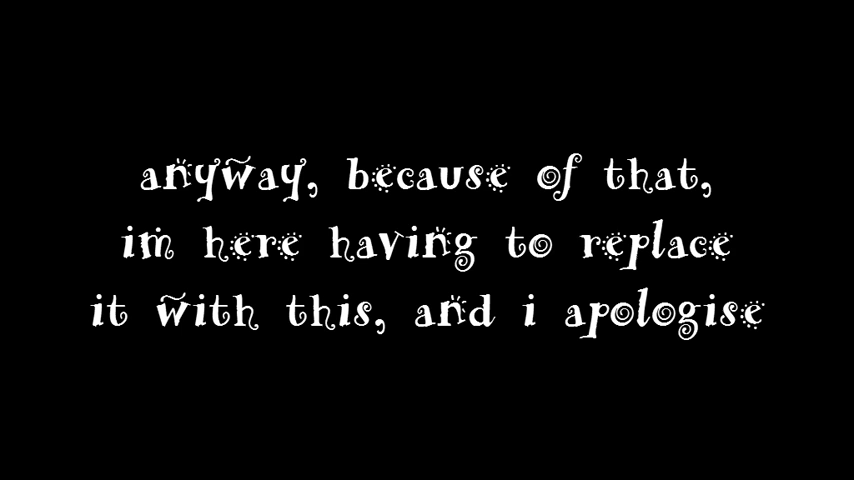 anyway, because of that,
im here having to replace
it with this, and i apologise